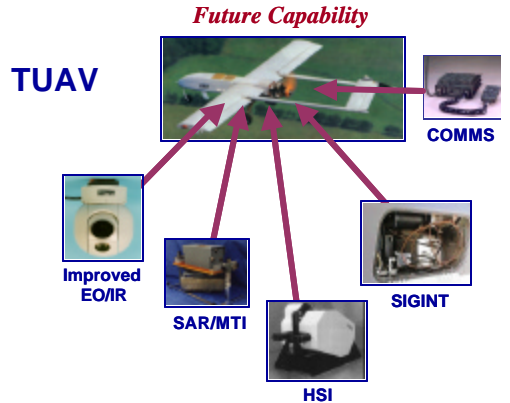 Future Capability
TUAV
COMMS
Improved
EO/IR
SAR/MTI
HSI
SIGINT